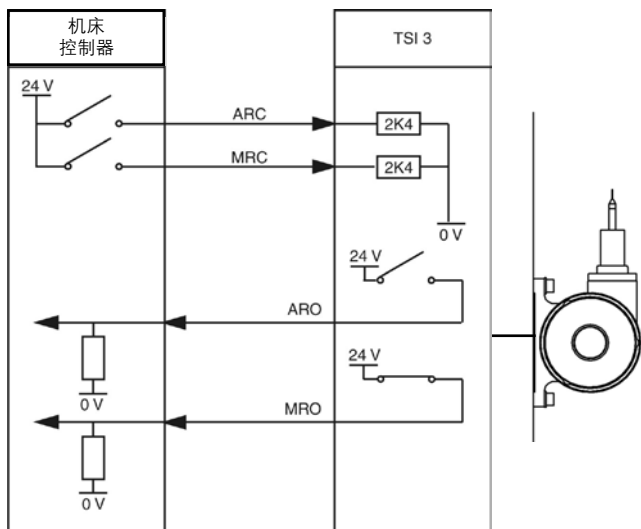 机床
控制器
TSI 3
24 V
ARC
2K4
MRC
2K4
0 V
24 V
ARO
0 V
24 V
MRO
0 V